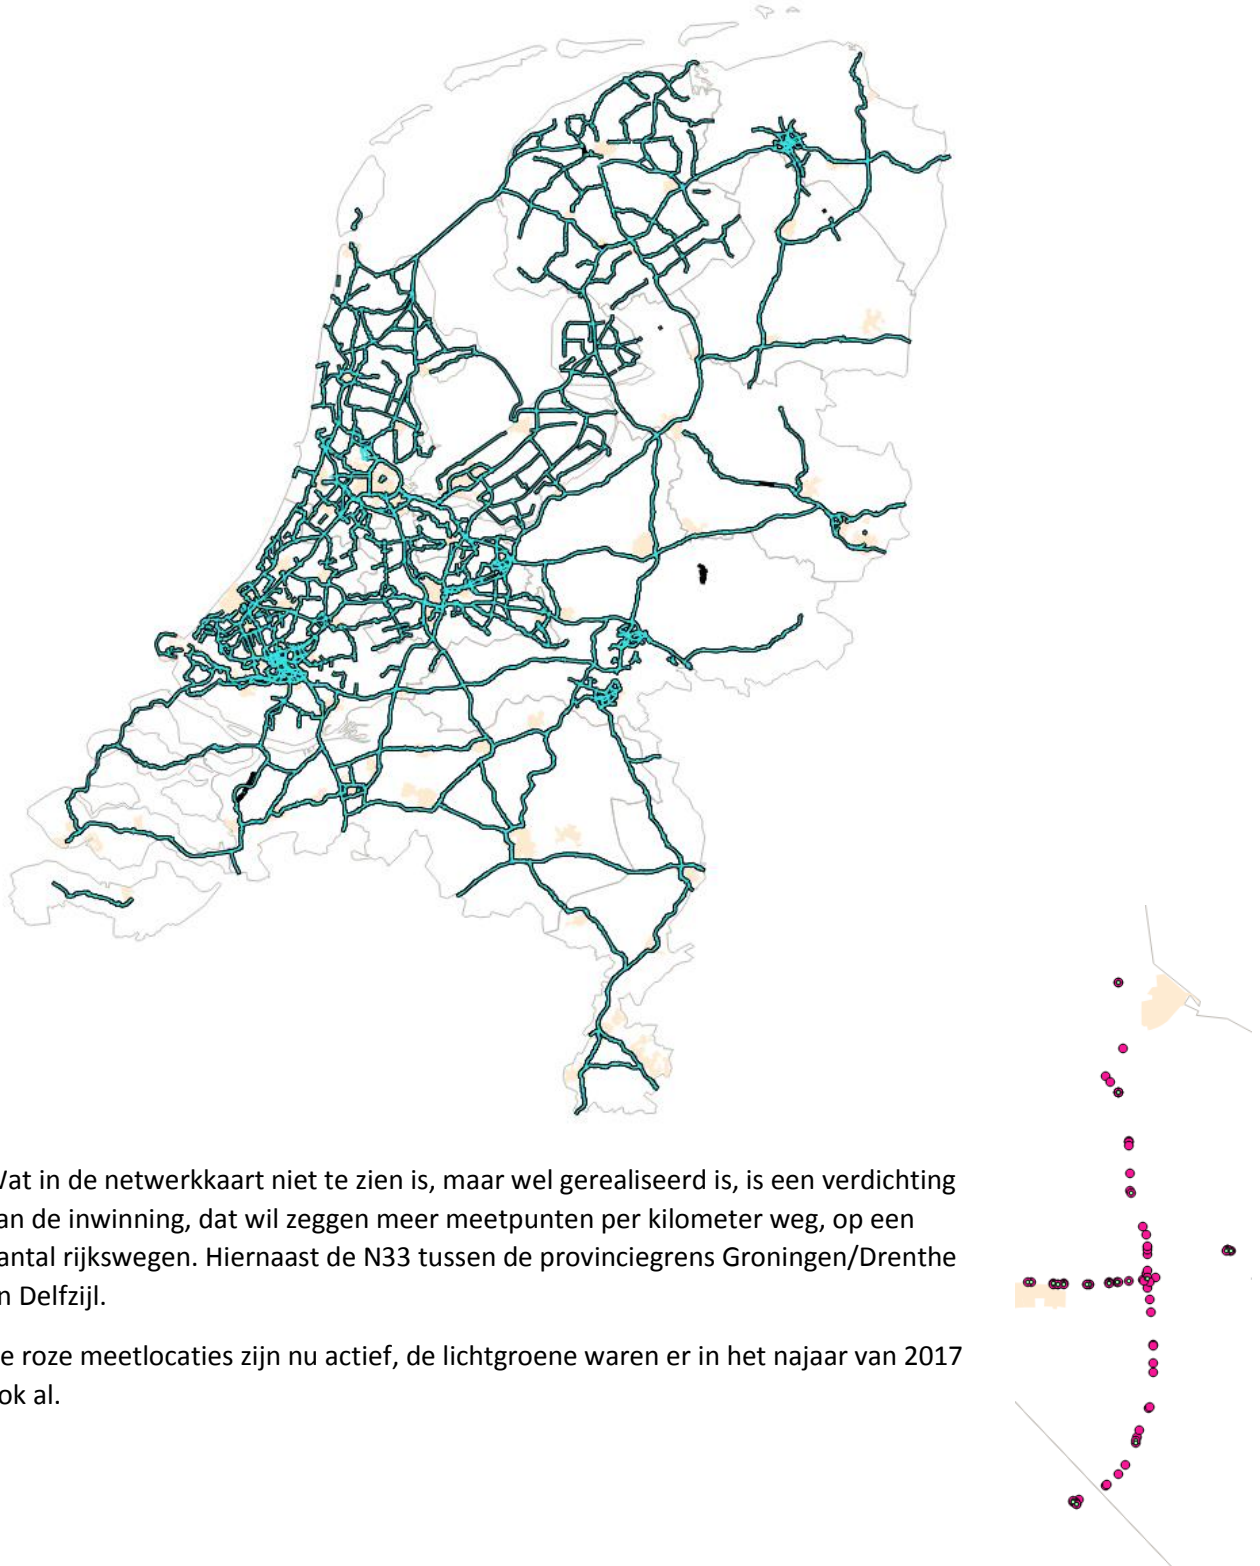 Vat in de netwerkkaart niet te zien is, maar wel gerealiseerd is, is een verdichting
an de inwinning, dat wil zeggen meer meetpunten per kilometer weg, op een
antal rijkswegen. Hiernaast de N33 tussen de provinciegrens Groningen/Drenthe
n Delfzijl.
e roze meetlocaties zijn nu actief, de lichtgroene waren er in het najaar van 2017
ok al.